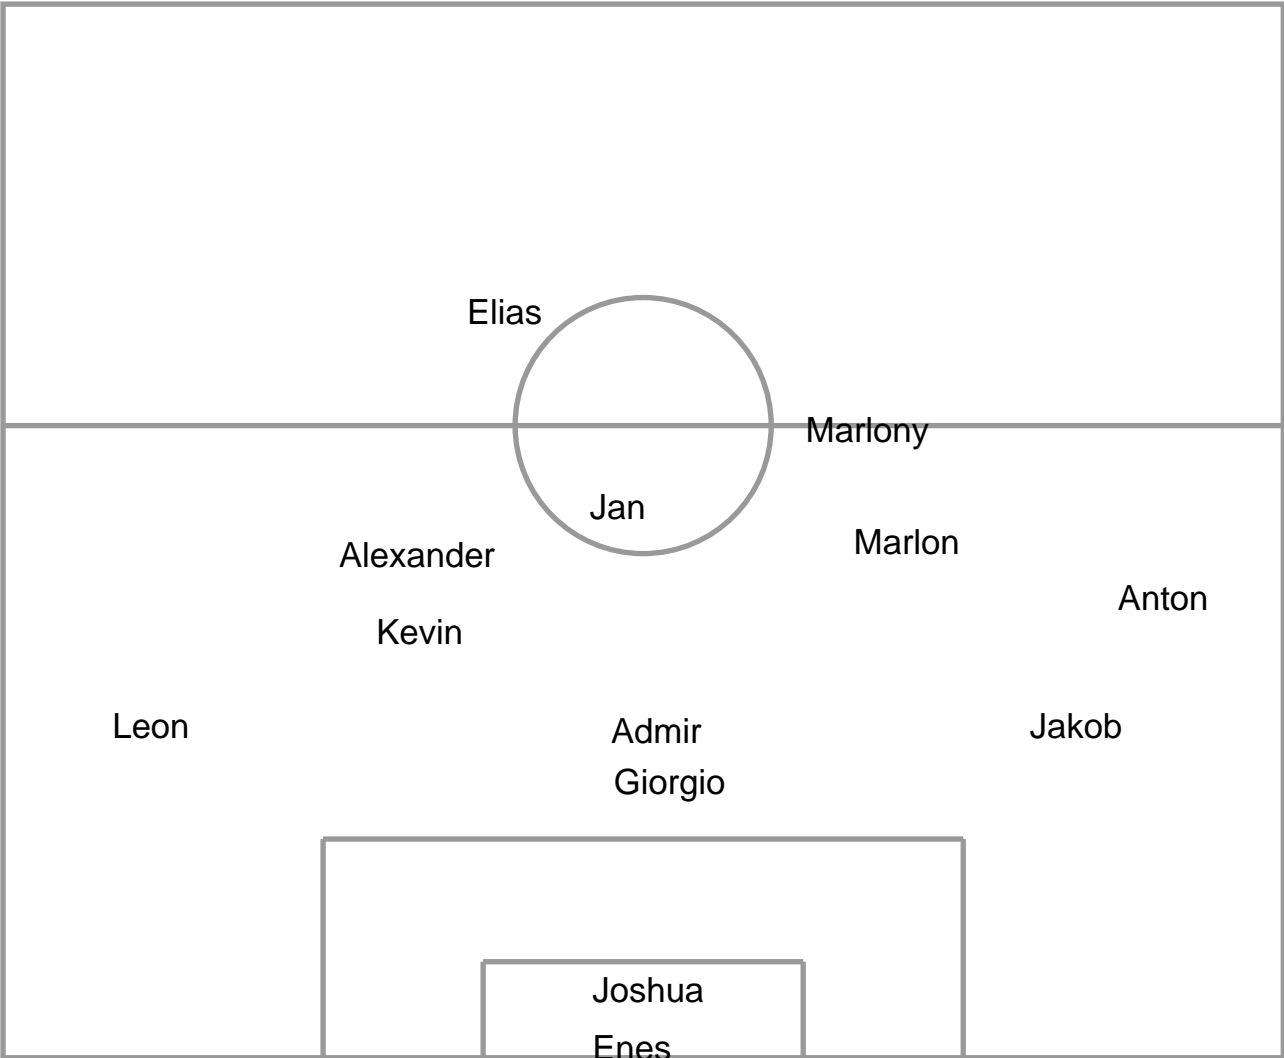 Elias
Marlony
Jan
Marlon
Alexander
Anton
Kevin
Leon
Admir
Jakob
Giorgio
Joshua
Enes